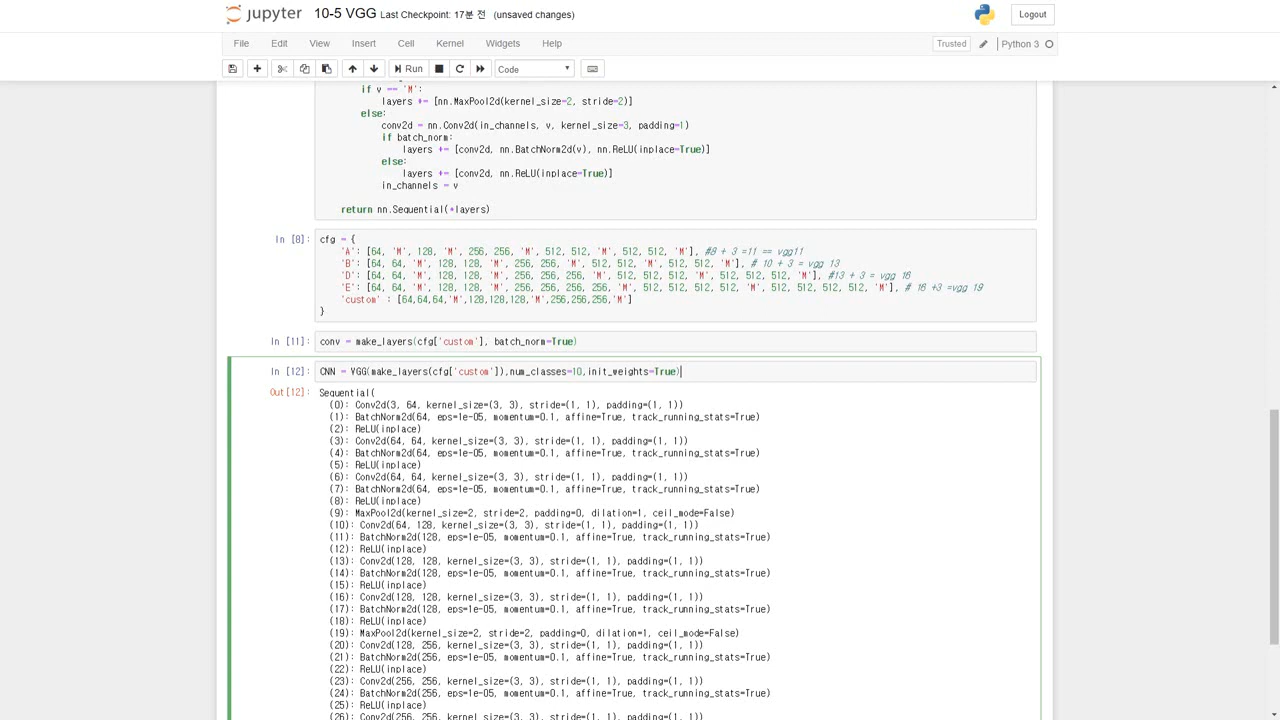 jupyter 10-5 VGG Last Checkpoint: 17분 전 (unsaved changes) Logout
File Edit View Insert Cell Kernel Widgets Help Trusted Python 3
Run Code
if v == 'M':
layers += [nn.MaxPool2d(kernel_size=2, stride=2)]
else:
conv2d = nn.Conv2d(in_channels, v, kernel_size=3, padding=1)
if batch_norm:
layers += [conv2d, nn.BatchNorm2d(v), nn.ReLU(inplace=True)]
else:
layers += [conv2d, nn.ReLU(inplace=True)]
in_channels = v
return nn.Sequential(*layers)
In [8]: cfg = {
'A': [64, 'M', 128, 'M', 256, 256, 'M', 512, 512, 'M', 512, 512, 'M'], #8 + 3 =11 == vgg11
'B': [64, 64, 'M', 128, 128, 'M', 256, 256, 'M', 512, 512, 'M', 512, 512, 'M'], # 10 + 3 = vgg 13
'D': [64, 64, 'M', 128, 128, 'M', 256, 256, 256, 'M', 512, 512, 512, 'M', 512, 512, 512, 'M'], #13 + 3 = vgg 16
'E': [64, 64, 'M', 128, 128, 'M', 256, 256, 256, 256, 'M', 512, 512, 512, 512, 'M', 512, 512, 512, 512, 'M'], # 16 +3 =vgg 19
'custom' : [64,64,64,'M',128,128,128,'M',256,256,256,'M']
}
In [11]: conv = make_layers(cfg['custom'], batch_norm=True)
In [12]: CNN = VGG(make_layers(cfg['custom']),num_classes=10,init_weights=True)
Out[12]: Sequential(
(0): Conv2d(3, 64, kernel_size=(3, 3), stride=(1, 1), padding=(1, 1))
(1): BatchNorm2d(64, eps=1e-05, momentum=0.1, affine=True, track_running_stats=True)
(2): ReLU(inplace)
(3): Conv2d(64, 64, kernel_size=(3, 3), stride=(1, 1), padding=(1, 1))
(4): BatchNorm2d(64, eps=1e-05, momentum=0.1, affine=True, track_running_stats=True)
(5): ReLU(inplace)
(6): Conv2d(64, 64, kernel_size=(3, 3), stride=(1, 1), padding=(1, 1))
(7): BatchNorm2d(64, eps=1e-05, momentum=0.1, affine=True, track_running_stats=True)
(8): ReLU(inplace)
(9): MaxPool2d(kernel_size=2, stride=2, padding=0, dilation=1, ceil_mode=False)
(10): Conv2d(64, 128, kernel_size=(3, 3), stride=(1, 1), padding=(1, 1))
(11): BatchNorm2d(128, eps=1e-05, momentum=0.1, affine=True, track_running_stats=True)
(12): ReLU(inplace)
(13): Conv2d(128, 128, kernel_size=(3, 3), stride=(1, 1), padding=(1, 1))
(14): BatchNorm2d(128, eps=1e-05, momentum=0.1, affine=True, track_running_stats=True)
(15): ReLU(inplace)
(16): Conv2d(128, 128, kernel_size=(3, 3), stride=(1, 1), padding=(1, 1))
(17): BatchNorm2d(128, eps=1e-05, momentum=0.1, affine=True, track_running_stats=True)
(18): ReLU(inplace)
(19): MaxPool2d(kernel_size=2, stride=2, padding=0, dilation=1, ceil_mode=False)
(20): Conv2d(128, 256, kernel_size=(3, 3), stride=(1, 1), padding=(1, 1))
(21): BatchNorm2d(256, eps=1e-05, momentum=0.1, affine=True, track_running_stats=True)
(22): ReLU(inplace)
(23): Conv2d(256, 256, kernel_size=(3, 3), stride=(1, 1), padding=(1, 1))
(24): BatchNorm2d(256, eps=1e-05, momentum=0.1, affine=True, track_running_stats=True)
(25): ReLU(inplace)
(26): Conv2d(256, 256, kernel_size=(3, 3), stride=(1, 1), padding=(1, 1))